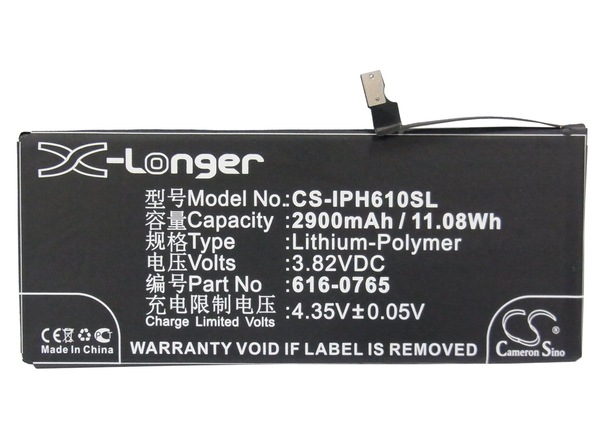 X-Longer
型号Model No.: CS-IPH610SL
容量Capacity: 2900mAh / 11.08Wh
规格Type: Lithium-Polymer
电压Volts: 3.82VDC
编号Part No: 616-0765
充电限制电压: 4.35V±0.05V
Charge Limited Volts
CE
Made In China
WARRANTY VOID IF LABEL IS REMOVED
CS
Cameron Sino